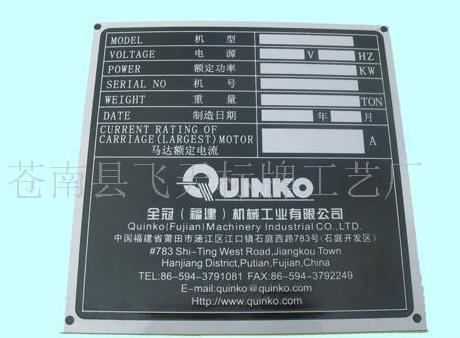 MODEL 机型
VOLTAGE 电源 V HZ
POWER 额定功率 KW
SERIAL NO 机号
WEIGHT 重量 TON
DATE 制造日期 年 月
CURRENT RATING OF
CARRIAGE(LARGEST)MOTOR A
马达额定电流
苍南县飞 标牌工艺厂
QUINKO
全冠（福建）机械工业有限公司
Quinko(Fujian)Machinery Industrial CO.,LTD.
中国福建省莆田市涵江区江口镇石庭西路783号(石庭开发区)
#783 Shi-Ting West Road,Jiangkou Town
Hanjiang District,Putian,Fujian,China
TEL:86-594-3791081 FAX:86-594-3792249
E-mail:quinko@quinko.com
Http://www.quinko.com